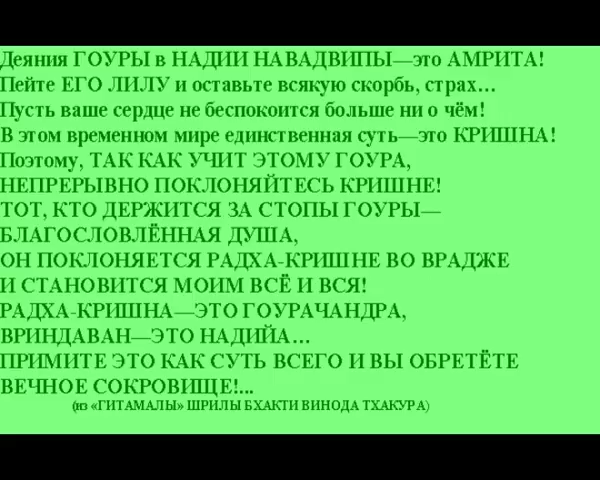 Деяния ГОУРЫ в НАДИИ НАВАДВИПЫ—это АМРИТА!
Пейте ЕГО ЛИЛУ и оставьте всякую скорбь, страх…
Пусть ваше сердце не беспокоится больше ни о чём!
В этом временном мире единственная суть—это КРИШНА!
Поэтому, ТАК КАК УЧИТ ЭТОМУ ГОУРА,
НЕПРЕРЫВНО ПОКЛОНЯЙТЕСЬ КРИШНЕ!
ТОТ, КТО ДЕРЖИТСЯ ЗА СТОПЫ ГОУРЫ—
БЛАГОСЛОВЛЁННАЯ ДУША,
ОН ПОКЛОНЯЕТСЯ РАДХА-КРИШНЕ ВО ВРАДЖЕ
И СТАНОВИТСЯ МОИМ ВСЁ И ВСЯ!
РАДХА-КРИШНА—ЭТО ГОУРАЧАНДРА,
ВРИНДАВАН—ЭТО НАДИЙА…
ПРИМИТЕ ЭТО КАК СУТЬ ВСЕГО И ВЫ ОБРЕТЁТЕ
ВЕЧНОЕ СОКРОВИЩЕ!...
(из «ГИТАМАЛЫ» ШРИЛЫ БХАКТИ ВИНОДА ТХАКУРА)